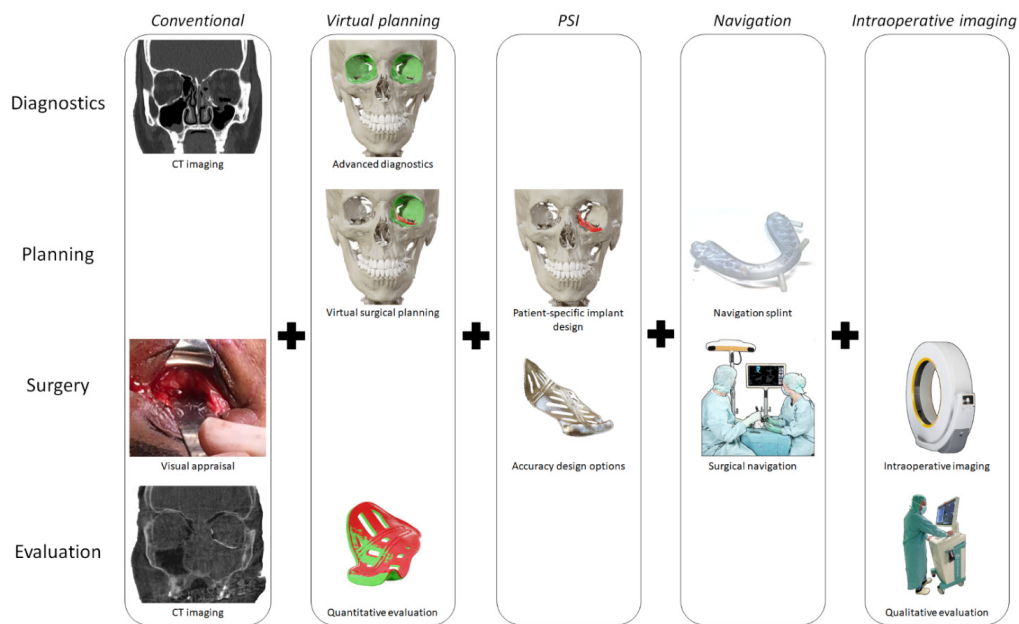 Conventional
Virtual planning
PSI
Navigation
Intraoperative imaging
Diagnostics
CT imaging
Advanced diagnostics
Planning
Virtual surgical planning
Patient-specific implant
design
Navigation splint
Surgery
Visual appraisal
Accuracy design options
Surgical navigation
Intraoperative imaging
Evaluation
CT imaging
Quantitative evaluation
Qualitative evaluation